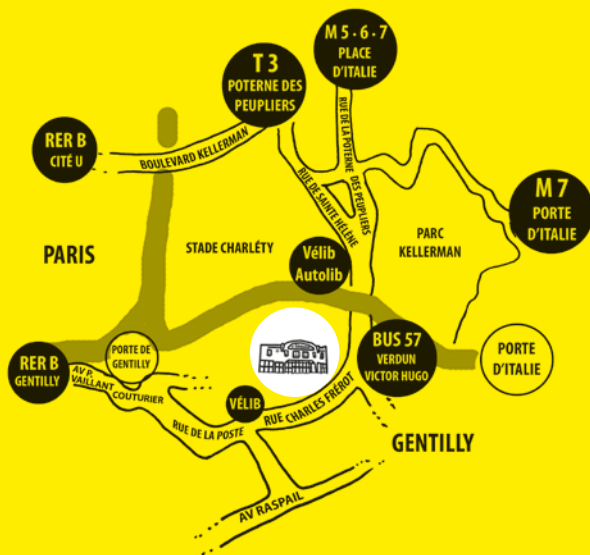 M 5 · 6 · 7
PLACE
D'ITALIE
T 3
POTERNE DES
PEUPLIERS
RER B
CITÉ U
BOULEVARD KELLERMAN
RUE DE LA POTERNE DES PEUPLIERS
RUE DE SAINTE HÉLÈNE
M 7
PORTE
D'ITALIE
PARC
KELLERMAN
PARIS
STADE CHARLÉTY
Vélib
Autolib
RER B
GENTILLY
PORTE DE
GENTILLY
AV P.
VAILLANT
COUTURIER
BUS 57
VERDUN
VICTOR HUGO
PORTE
D'ITALIE
VÉLIB
RUE DE LA POSTE
RUE CHARLES FRÉROT
GENTILLY
AV RASPAIL